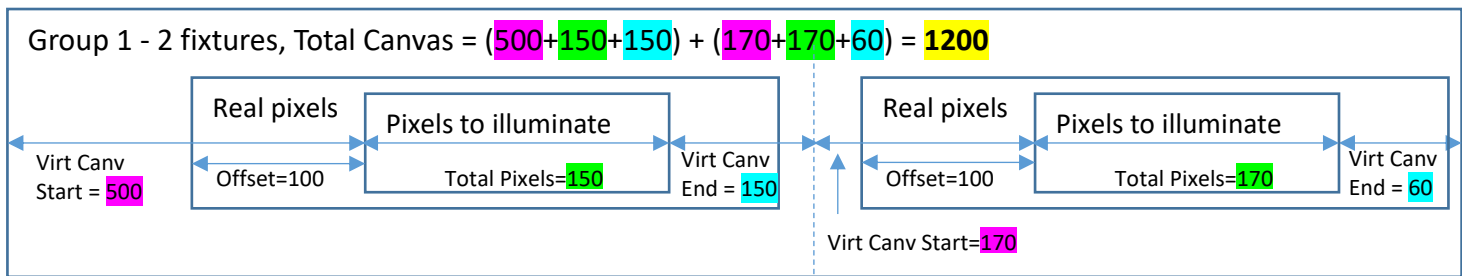 Group 1 - 2 fixtures, Total Canvas = (500+150+150) + (170+170+60) = 1200
Real pixels
Pixels to illuminate
Virt Canv
Start = 500
Offset=100
Total Pixels=150
Virt Canv
End = 150
Real pixels
Pixels to illuminate
Offset=100
Total Pixels=170
Virt Canv
End = 60
Virt Canv Start=170